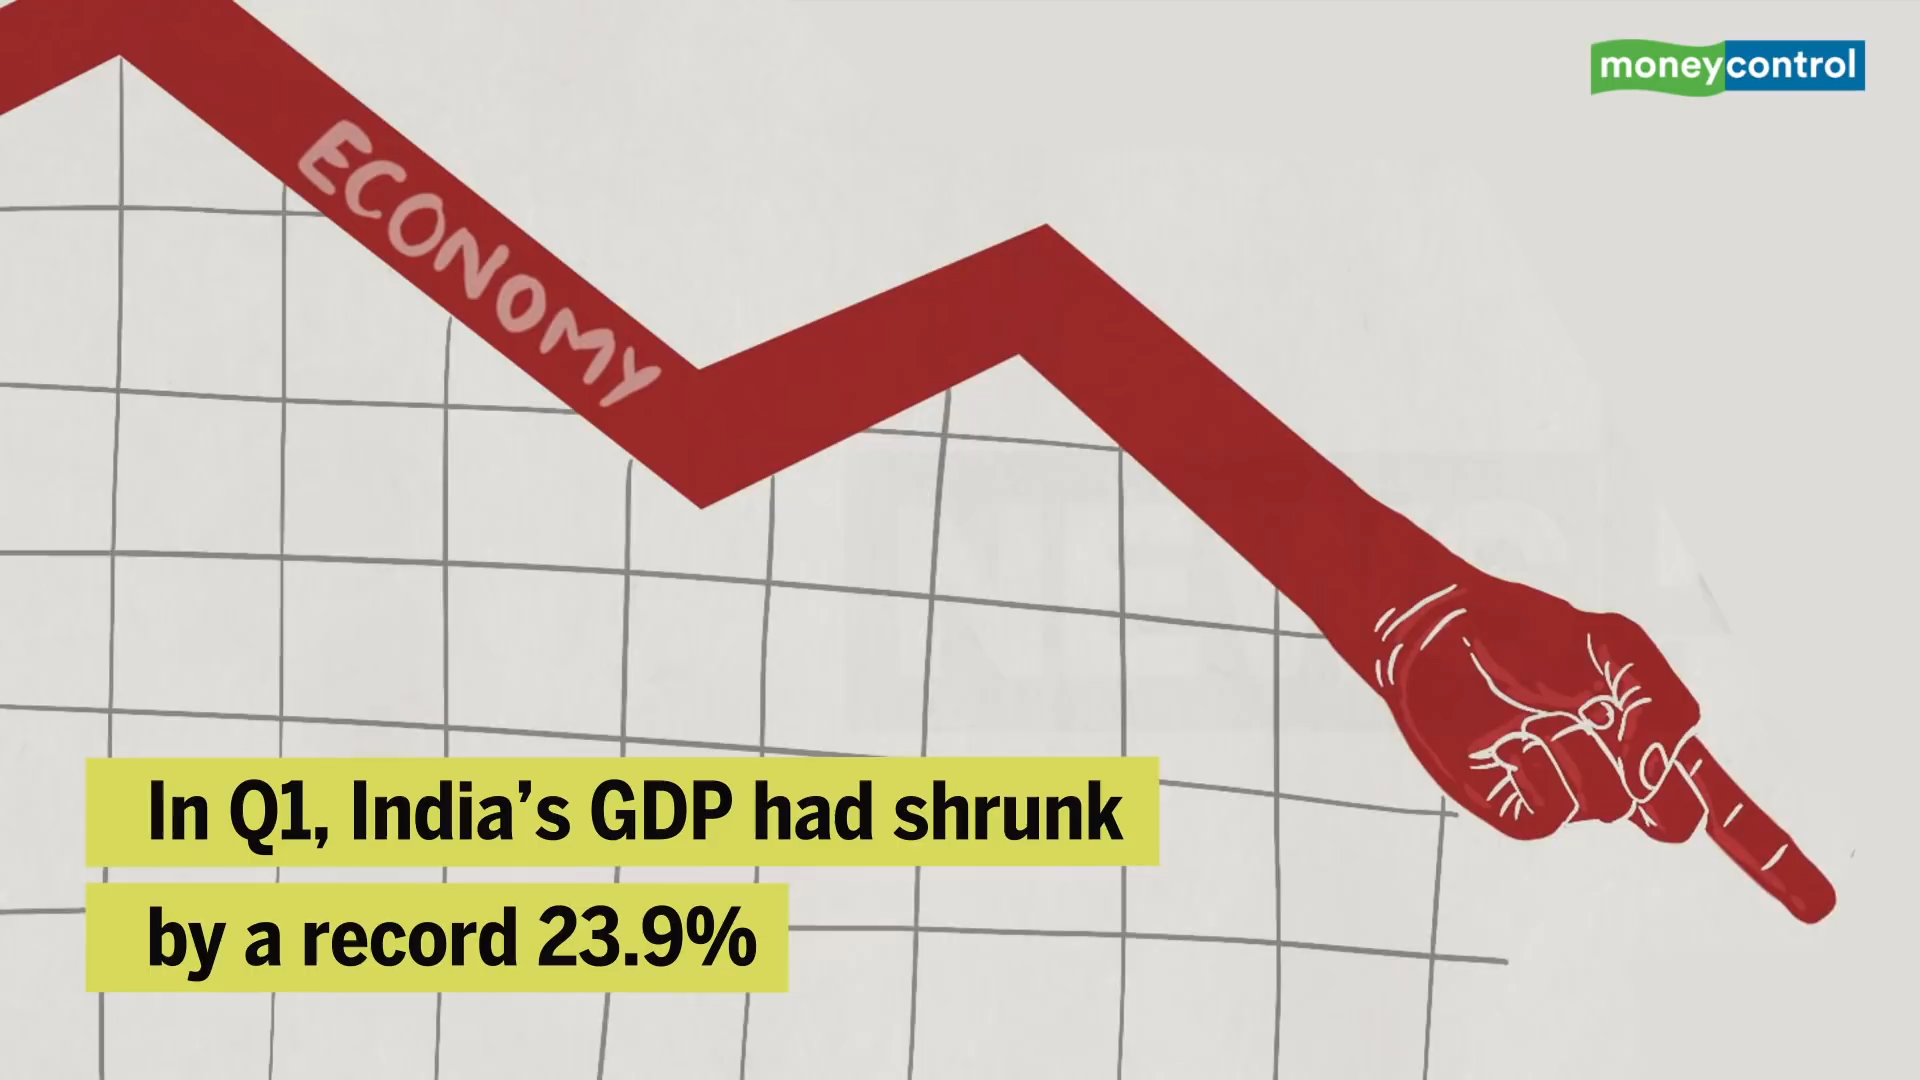 moneycontrol
ECONOMY
In Q1, India’s GDP had shrunk
by a record 23.9%